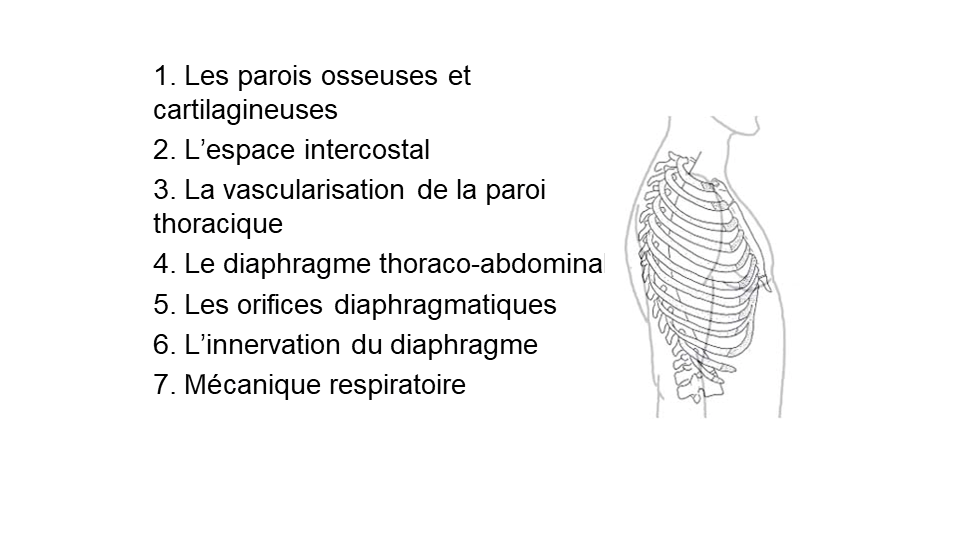 1. Les parois osseuses et
cartilagineuses
2. L’espace intercostal
3. La vascularisation de la paroi
thoracique
4. Le diaphragme thoraco-abdominal
5. Les orifices diaphragmatiques
6. L’innervation du diaphragme
7. Mécanique respiratoire